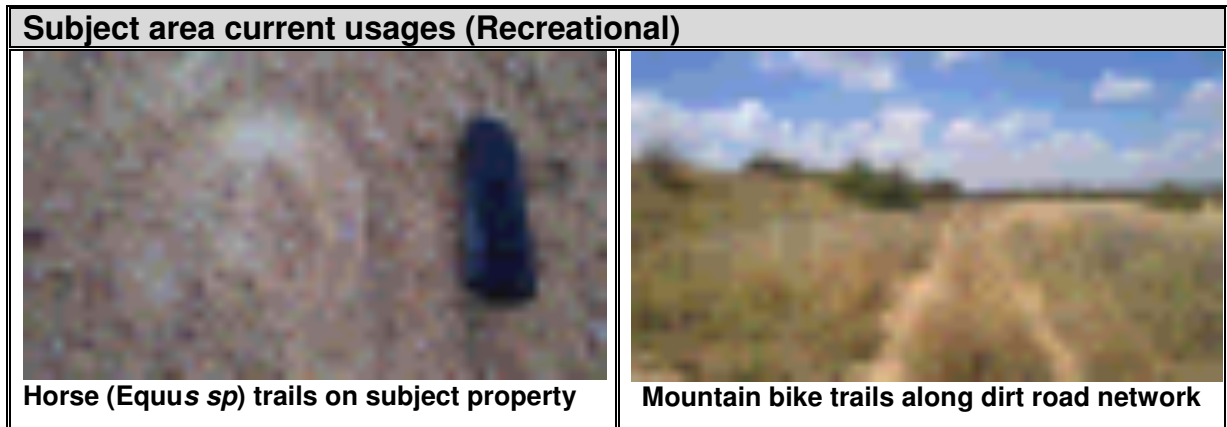 Subject area current usages (Recreational)
Horse (Equus sp) trails on subject property
Mountain bike trails along dirt road network